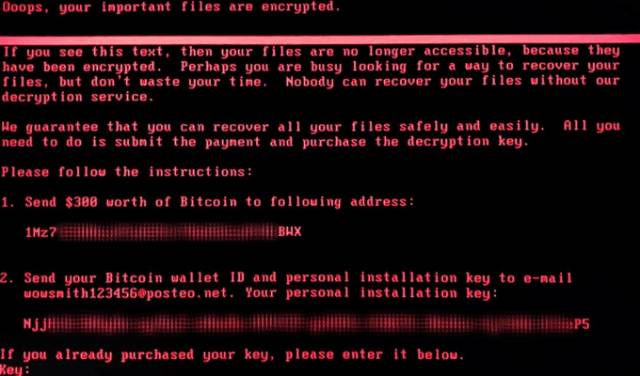 Ooops, your important files are encrypted.
If you see this text, then your files are no longer accessible, because they
have been encrypted.  Perhaps you are busy looking for a way to recover your
files, but don't waste your time.  Nobody can recover your files without our
decryption service.
We guarantee that you can recover all your files safely and easily.  All you
need to do is submit the payment and purchase the decryption key.
Please follow the instructions:
1. Send $300 worth of Bitcoin to following address:
1Mz7 BWX
2. Send your Bitcoin wallet ID and personal installation key to e-mail
wowsmith123456@posteo.net. Your personal installation key:
Njj P5
If you already purchased your key, please enter it below.
Key: